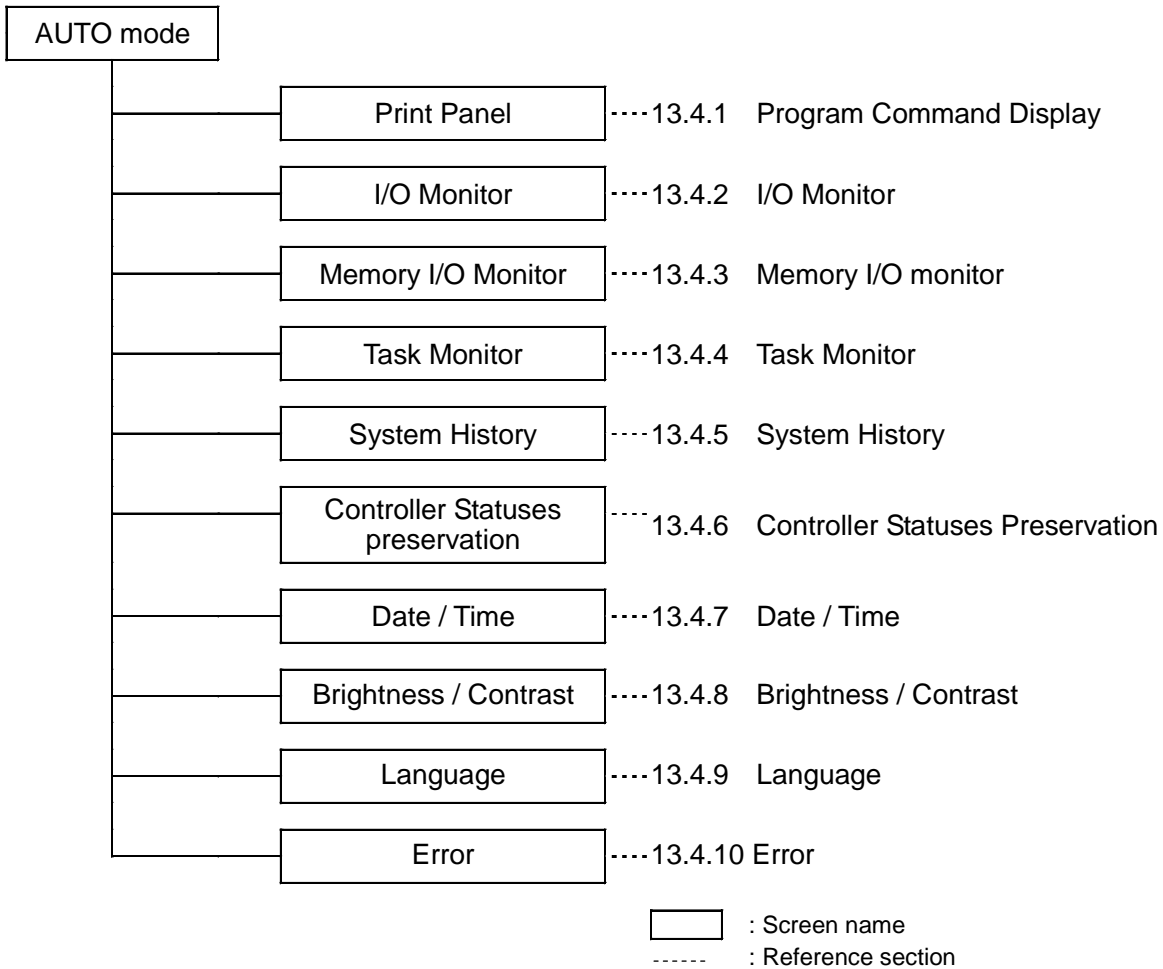 AUTO mode
Print Panel 13.4.1 Program Command Display
I/O Monitor 13.4.2 I/O Monitor
Memory I/O Monitor 13.4.3 Memory I/O monitor
Task Monitor 13.4.4 Task Monitor
System History 13.4.5 System History
Controller Statuses
preservation
13.4.6 Controller Statuses Preservation
Date / Time 13.4.7 Date / Time
Brightness / Contrast 13.4.8 Brightness / Contrast
Language 13.4.9 Language
Error 13.4.10 Error
: Screen name
: Reference section